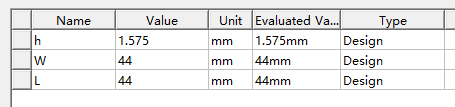 Name Value Unit Evaluated Va... Type
h 1.575 mm 1.575mm Design
W 44 mm 44mm Design
L 44 mm 44mm Design